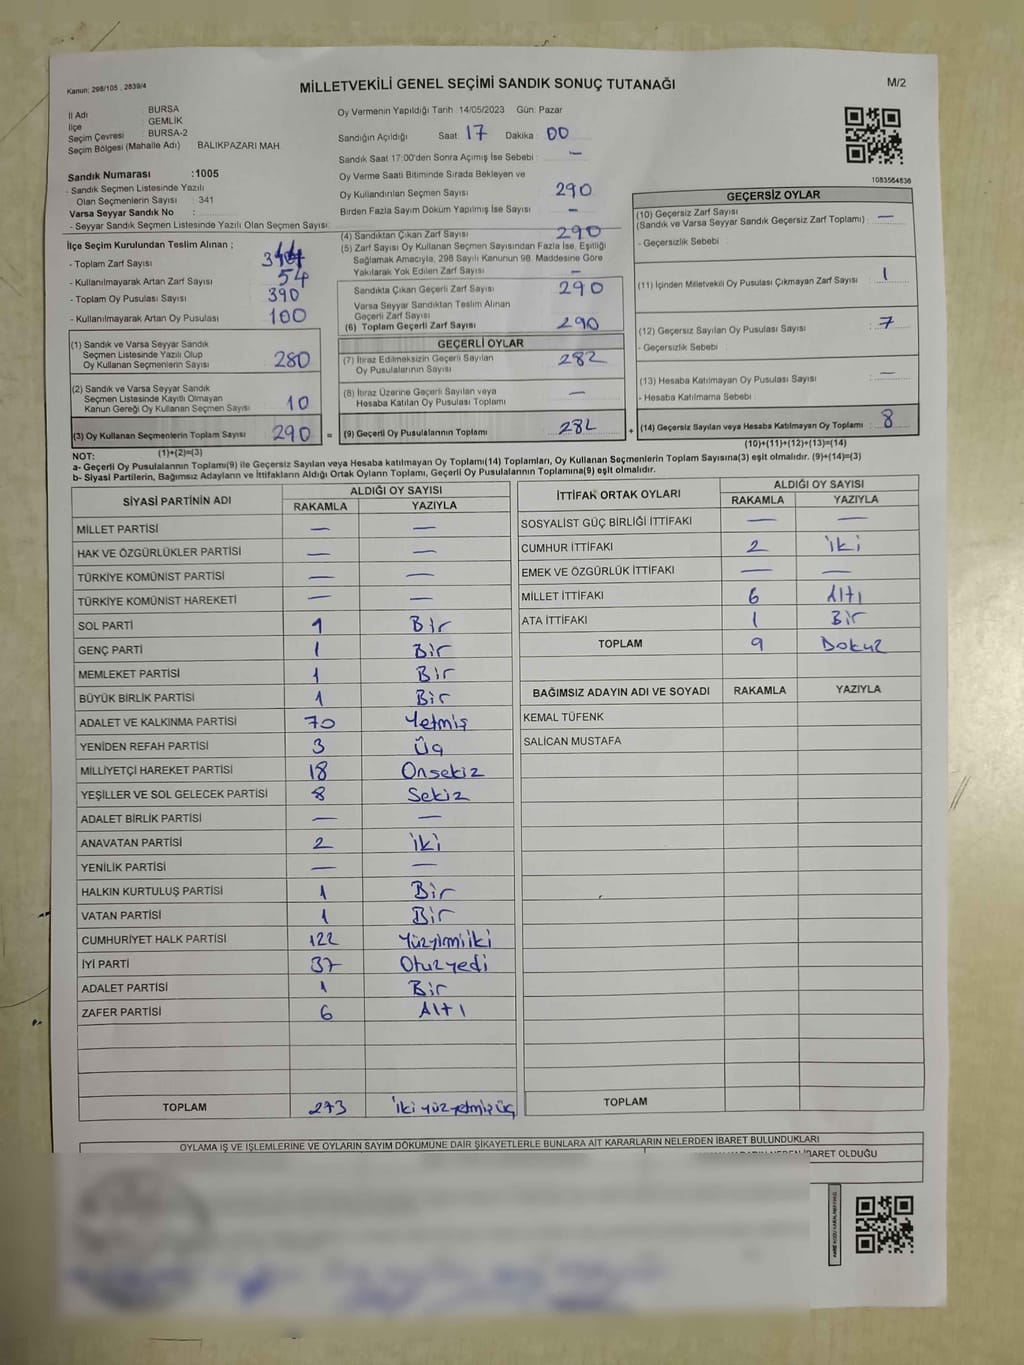 Kanun: 298/105 , 2839/4
MİLLETVEKİLİ GENEL SEÇİMİ SANDIK SONUÇ TUTANAĞI
M/2
İl Adı : BURSA
İlçe : GEMLİK
Seçim Çevresi : BURSA-2
Seçim Bölgesi (Mahalle Adı) BALIKPAZARI MAH
Sandık Numarası :1005
- Sandık Seçmen Listesinde Yazılı
Olan Seçmenlerin Sayısı : 341
Varsa Seyyar Sandık No :
- Seyyar Sandık Seçmen Listesinde Yazılı Olan Seçmen Sayısı:
Oy Vermenin Yapıldığı Tarih : 14/05/2023 Gün: Pazar
Sandığın Açıldığı Saat : 17 Dakika : 00
Sandık Saat 17:00'den Sonra Açılmış İse Sebebi : —
Oy Verme Saati Bitiminde Sırada Bekleyen ve
Oy Kullandırılan Seçmen Sayısı : 290
Birden Fazla Sayım Döküm Yapılmış İse Sayısı : —
1083564836
İlçe Seçim Kurulundan Teslim Alınan ;
- Toplam Zarf Sayısı : 344
- Kullanılmayarak Artan Zarf Sayısı : 54
- Toplam Oy Pusulası Sayısı : 390
- Kullanılmayarak Artan Oy Pusulası : 100
(4) Sandıktan Çıkan Zarf Sayısı : 290
(5) Zarf Sayısı Oy Kullanan Seçmen Sayısından Fazla İse, Eşitliği
Sağlamak Amacıyla, 298 Sayılı Kanunun 98. Maddesine Göre
Yakılarak Yok Edilen Zarf Sayısı : —
Sandıkta Çıkan Geçerli Zarf Sayısı : 290
Varsa Seyyar Sandıktan Teslim Alınan
Geçerli Zarf Sayısı :
(6) Toplam Geçerli Zarf Sayısı : 290
GEÇERSİZ OYLAR
(10) Geçersiz Zarf Sayısı : —
(Sandık ve Varsa Seyyar Sandık Geçersiz Zarf Toplamı)
- Geçersizlik Sebebi :
(11) İçinden Milletvekili Oy Pusulası Çıkmayan Zarf Sayısı : 1
(12) Geçersiz Sayılan Oy Pusulası Sayısı : 7
- Geçersizlik Sebebi :
(13) Hesaba Katılmayan Oy Pusulası Sayısı : —
- Hesaba Katılmama Sebebi :
(14) Geçersiz Sayılan veya Hesaba Katılmayan Oy Toplamı : 8
(10)+(11)+(12)+(13)=(14)
(1) Sandık ve Varsa Seyyar Sandık
Seçmen Listesinde Yazılı Olup
Oy Kullanan Seçmenlerin Sayısı : 280
(2) Sandık ve Varsa Seyyar Sandık
Seçmen Listesinde Kayıtlı Olmayan
Kanun Gereği Oy Kullanan Seçmen Sayısı : 10
(3) Oy Kullanan Seçmenlerin Toplam Sayısı : 290 =
(1)+(2)=(3)
GEÇERLİ OYLAR
(7) İtiraz Edilmeksizin Geçerli Sayılan
Oy Pusulalarının Sayısı : 282
(8) İtiraz Üzerine Geçerli Sayılan veya
Hesaba Katılan Oy Pusulası Toplamı : —
(9) Geçerli Oy Pusulalarının Toplamı : 282 +
NOT:
a- Geçerli Oy Pusulalarının Toplamı(9) ile Geçersiz Sayılan veya Hesaba katılmayan Oy Toplamı(14) Toplamları, Oy Kullanan Seçmenlerin Toplam Sayısına(3) eşit olmalıdır. (9)+(14)=(3)
b- Siyasi Partilerin, Bağımsız Adayların ve İttifakların Aldığı Ortak Oyların Toplamı, Geçerli Oy Pusulalarının Toplamına(9) eşit olmalıdır.
SİYASİ PARTİNİN ADI ALDIĞI OY SAYISI
RAKAMLA YAZIYLA
MİLLET PARTİSİ — —
HAK VE ÖZGÜRLÜKLER PARTİSİ — —
TÜRKİYE KOMÜNİST PARTİSİ — —
TÜRKİYE KOMÜNİST HAREKETİ — —
SOL PARTİ 1 Bir
GENÇ PARTİ 1 Bir
MEMLEKET PARTİSİ 1 Bir
BÜYÜK BİRLİK PARTİSİ 1 Bir
ADALET VE KALKINMA PARTİSİ 70 Yetmiş
YENİDEN REFAH PARTİSİ 3 Üç
MİLLİYETÇİ HAREKET PARTİSİ 18 Onsekiz
YEŞİLLER VE SOL GELECEK PARTİSİ 8 Sekiz
ADALET BİRLİK PARTİSİ — —
ANAVATAN PARTİSİ 2 iki
YENİLİK PARTİSİ — —
HALKIN KURTULUŞ PARTİSİ 1 Bir
VATAN PARTİSİ 1 Bir
CUMHURİYET HALK PARTİSİ 122 Yüzyirmiiki
İYİ PARTİ 37 Otuzyedi
ADALET PARTİSİ 1 Bir
ZAFER PARTİSİ 6 Altı
TOPLAM 273 iki yüz yetmiş üç
İTTİFAK ORTAK OYLARI ALDIĞI OY SAYISI
RAKAMLA YAZIYLA
SOSYALİST GÜÇ BİRLİĞİ İTTİFAKI — —
CUMHUR İTTİFAKI 2 iki
EMEK VE ÖZGÜRLÜK İTTİFAKI — —
MİLLET İTTİFAKI 6 Altı
ATA İTTİFAKI 1 Bir
TOPLAM 9 Dokuz
BAĞIMSIZ ADAYIN ADI VE SOYADI RAKAMLA YAZIYLA
KEMAL TÜFENK
SALİCAN MUSTAFA
TOPLAM
OYLAMA İŞ VE İŞLEMLERİNE VE OYLARIN SAYIM DÖKÜMÜNE DAİR ŞİKAYETLERLE BUNLARA AİT KARARLARIN NELERDEN İBARET BULUNDUKLARI
İBARET OLDUĞU